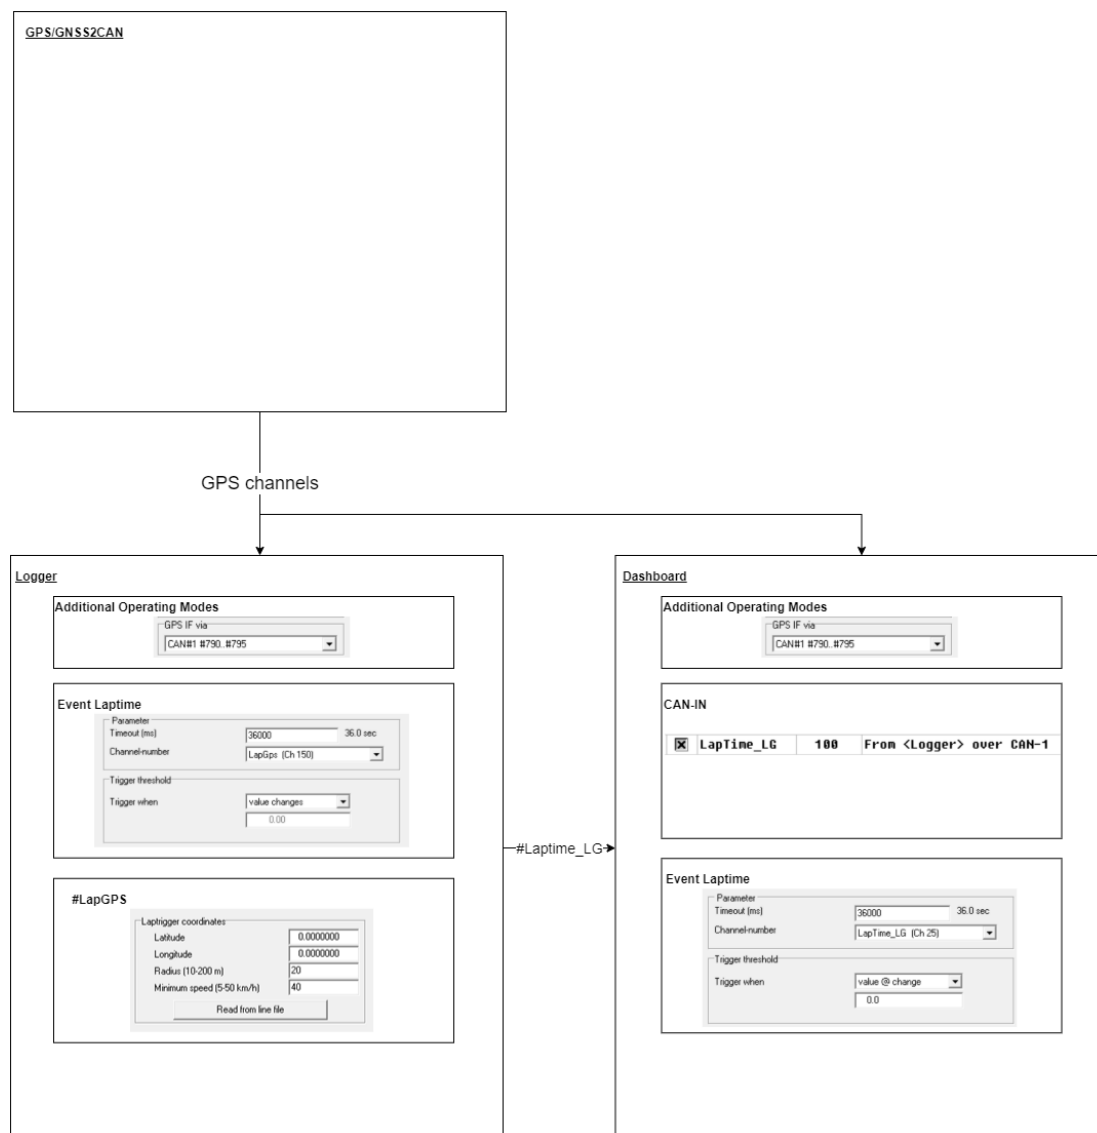 GPS/GNSS2CAN
GPS channels
Logger
Additional Operating Modes
GPS IF via
CAN#1 #790..#795
Event Laptime
Parameter
Timeout (ms) 36000 36.0 sec
Channel-number LapGps (Ch 150)
Trigger threshold
Trigger when value changes
0.00
#LapGPS
Laptrigger coordinates
Latitude 0.0000000
Longitude 0.0000000
Radius (10-200 m) 20
Minimum speed (5-50 km/h) 40
Read from line file
#Laptime_LG
Dashboard
Additional Operating Modes
GPS IF via
CAN#1 #790..#795
CAN-IN
LapTime_LG 100 From <Logger> over CAN-1
Event Laptime
Parameter
Timeout (ms) 36000 36.0 sec
Channel-number LapTime_LG (Ch 25)
Trigger threshold
Trigger when value @ change
0.0